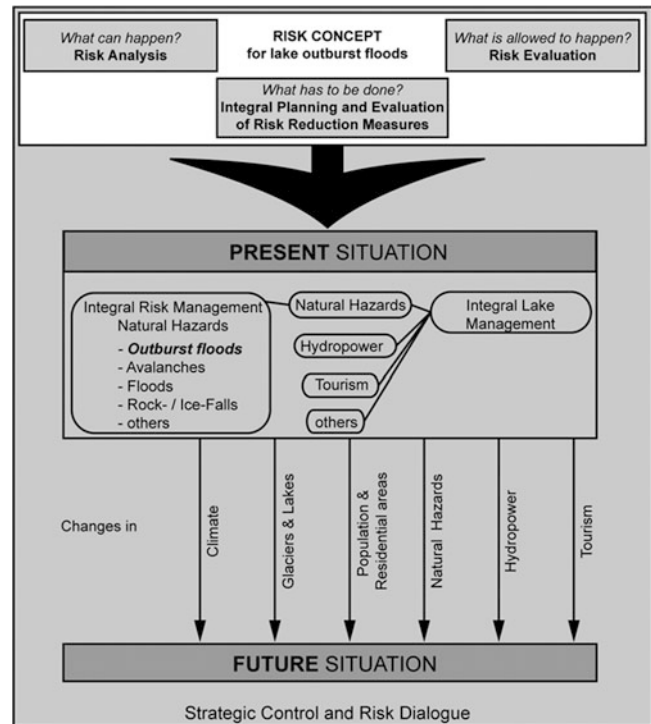 What can happen?
Risk Analysis
RISK CONCEPT
for lake outburst floods
What is allowed to happen?
Risk Evaluation
What has to be done?
Integral Planning and Evaluation
of Risk Reduction Measures
PRESENT SITUATION
Integral Risk Management
Natural Hazards
- Outburst floods
- Avalanches
- Floods
- Rock- / Ice-Falls
- others
Natural Hazards
Hydropower
Tourism
others
Integral Lake
Management
Changes in
Climate
Glaciers & Lakes
Population &
Residential areas
Natural Hazards
Hydropower
Tourism
FUTURE SITUATION
Strategic Control and Risk Dialogue